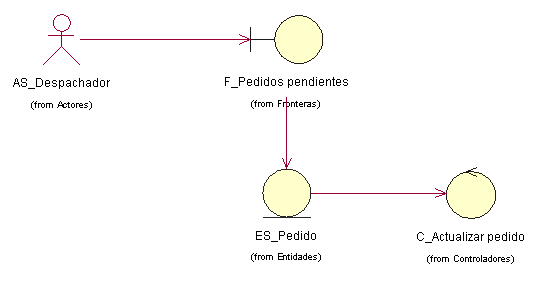 AS_Despachador
(from Actores)
F_Pedidos pendientes
(from Fronteras)
ES_Pedido
(from Entidades)
C_Actualizar pedido
(from Controladores)